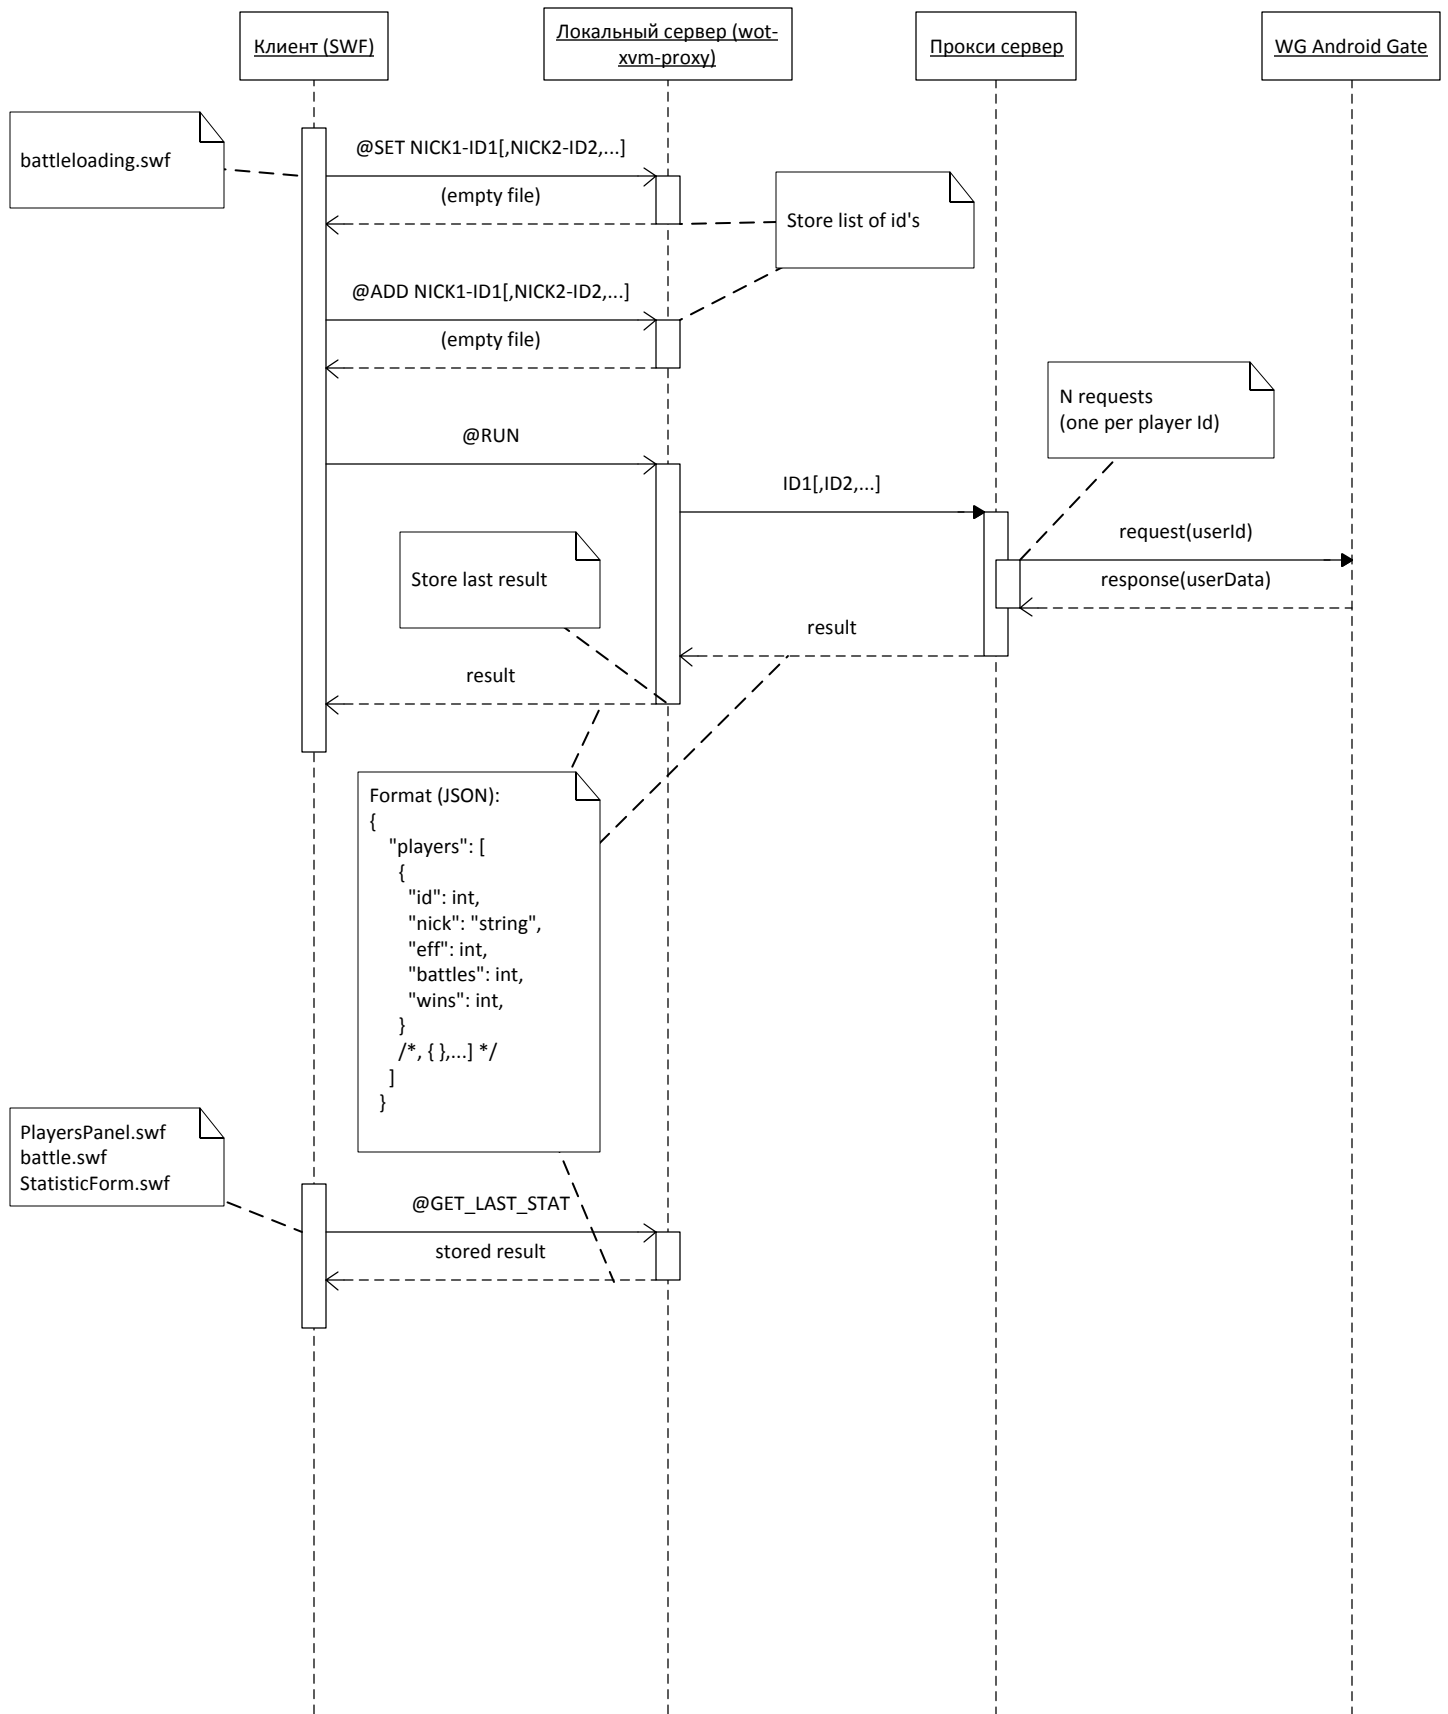 Клиент (SWF)
Локальный сервер (wot-
xvm-proxy)
Прокси сервер
WG Android Gate
battleloading.swf
@SET NICK1-ID1[,NICK2-ID2,...]
(empty file)
Store list of id's
@ADD NICK1-ID1[,NICK2-ID2,...]
(empty file)
N requests
(one per player Id)
@RUN
ID1[,ID2,...]
request(userId)
response(userData)
Store last result
result
result
Format (JSON):
{
"players": [
{
"id": int,
"nick": "string",
"eff": int,
"battles": int,
"wins": int,
}
/*, { },...] */
]
}
PlayersPanel.swf
battle.swf
StatisticForm.swf
@GET_LAST_STAT
stored result